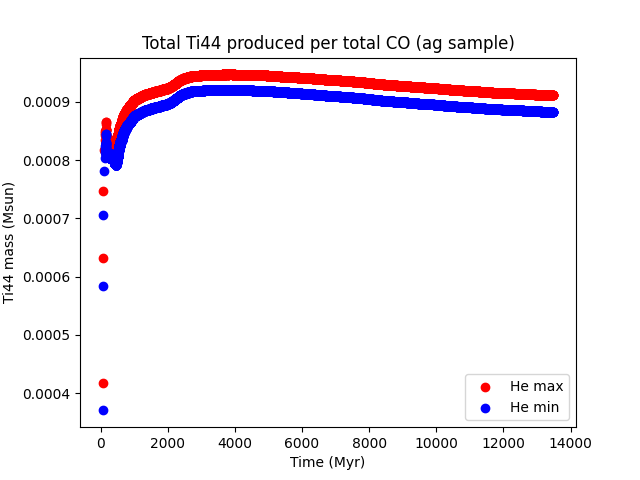 Total Ti44 produced per total CO (ag sample)
Ti44 mass (Msun)
0.0009
0.0008
0.0007
0.0006
0.0005
0.0004
He max
He min
0 2000 4000 6000 8000 10000 12000 14000
Time (Myr)